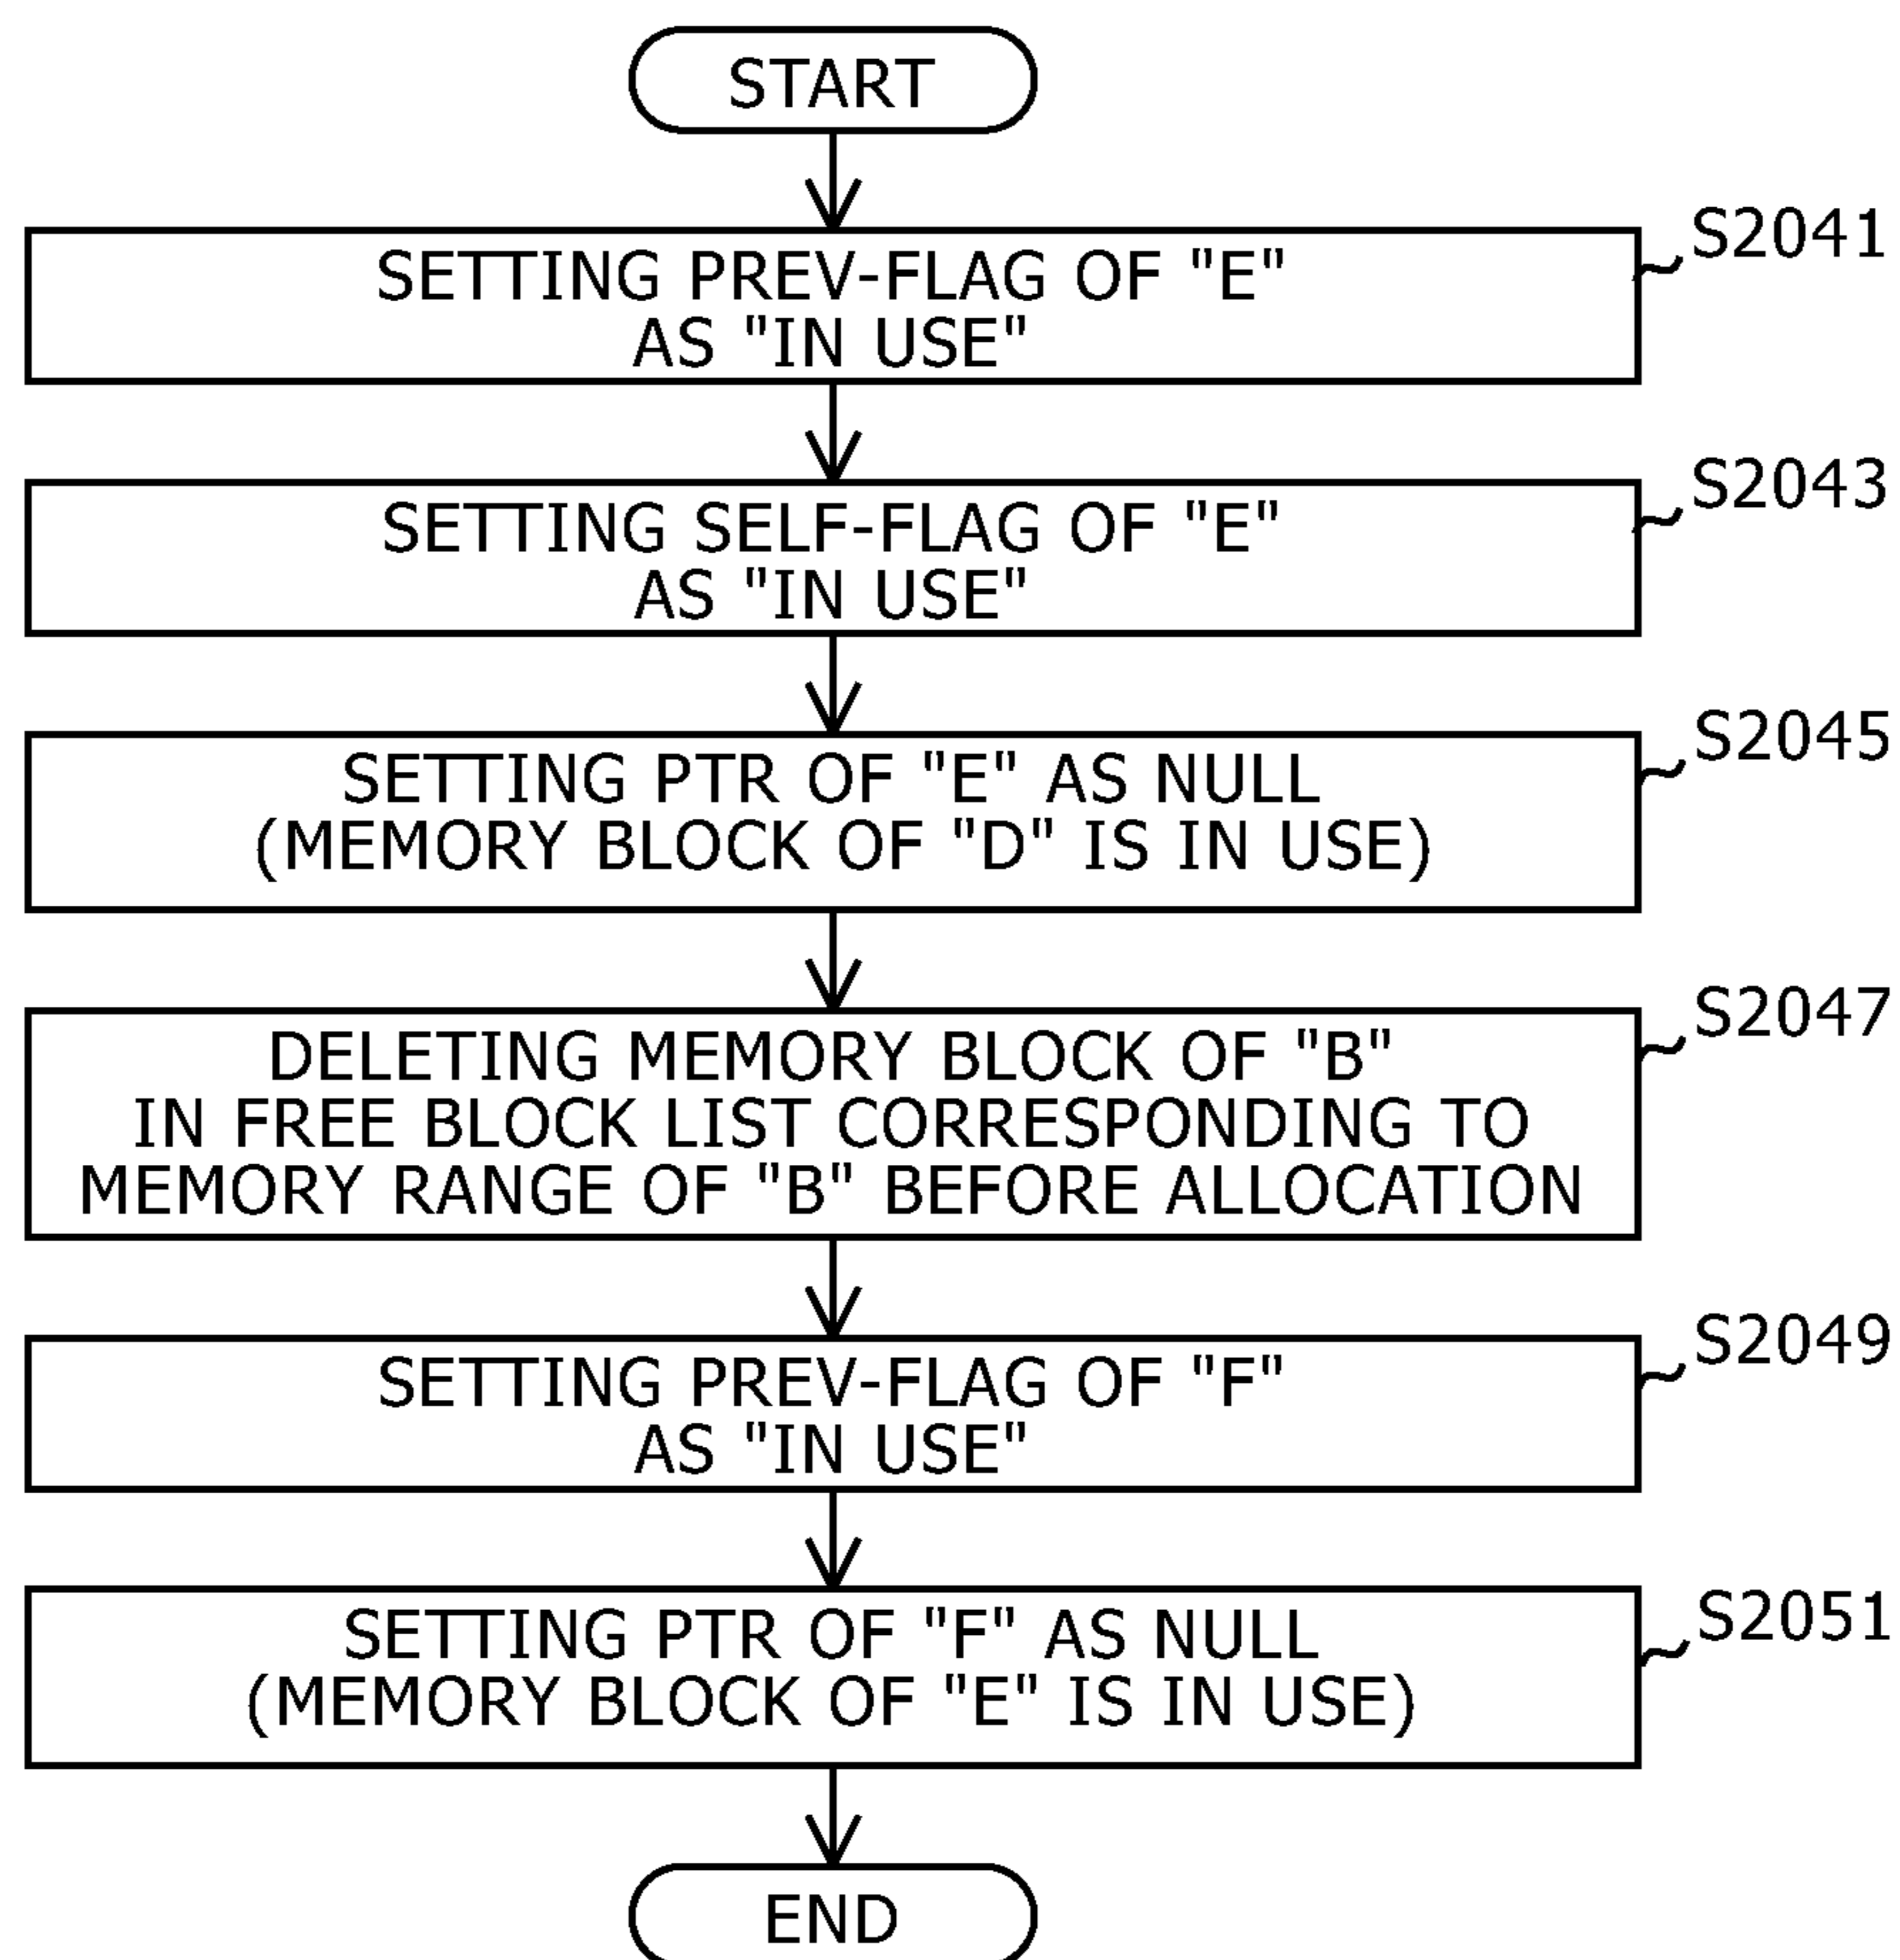 START
S2041
SETTING PREV-FLAG OF "E"
AS "IN USE"
S2043
SETTING SELF-FLAG OF "E"
AS "IN USE"
S2045
SETTING PTR OF "E" AS NULL
(MEMORY BLOCK OF "D" IS IN USE)
S2047
DELETING MEMORY BLOCK OF "B"
IN FREE BLOCK LIST CORRESPONDING TO
MEMORY RANGE OF "B" BEFORE ALLOCATION
S2049
SETTING PREV-FLAG OF "F"
AS "IN USE"
S2051
SETTING PTR OF "F" AS NULL
(MEMORY BLOCK OF "E" IS IN USE)
END